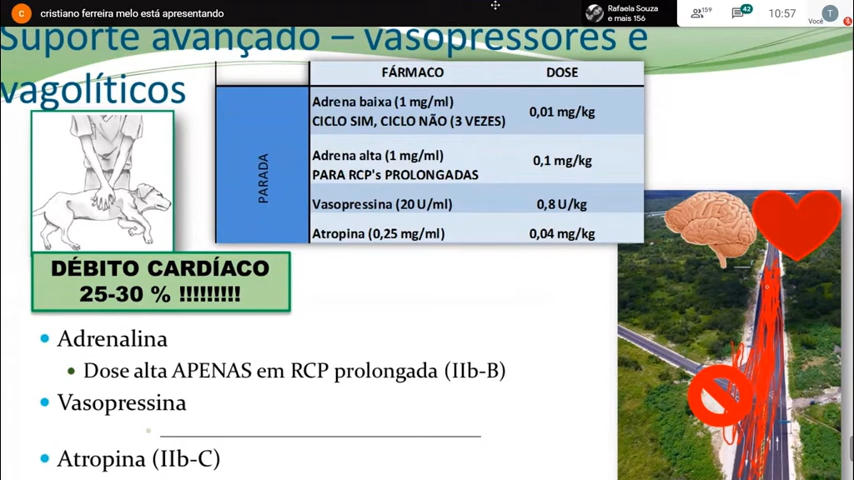 cristiano ferreira melo está apresentando
Rafaela Souza
e mais 156
159
42
10:57
T
Você
Suporte avançado – vasopressores e
vagolíticos
FÁRMACO DOSE
PARADA
Adrena baixa (1 mg/ml)
CICLO SIM, CICLO NÃO (3 VEZES) 0,01 mg/kg
Adrena alta (1 mg/ml)
PARA RCP's PROLONGADAS 0,1 mg/kg
Vasopressina (20 U/ml) 0,8 U/kg
Atropina (0,25 mg/ml) 0,04 mg/kg
DÉBITO CARDÍACO
25-30 % !!!!!!!!!
• Adrenalina
• Dose alta APENAS em RCP prolongada (IIb-B)
• Vasopressina
• Atropina (IIb-C)